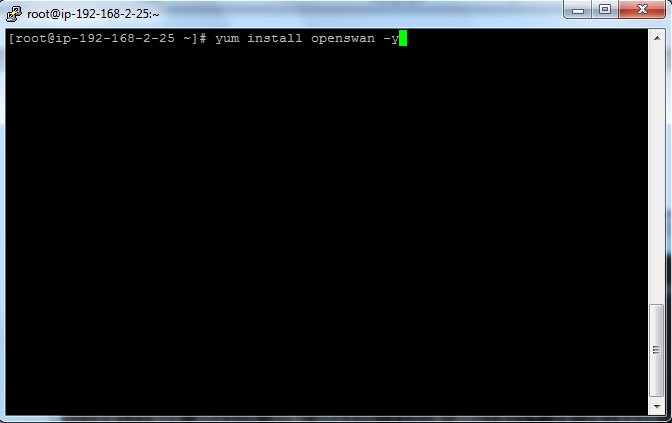 root@ip-192-168-2-25:~
[root@ip-192-168-2-25 ~]# yum install openswan -y